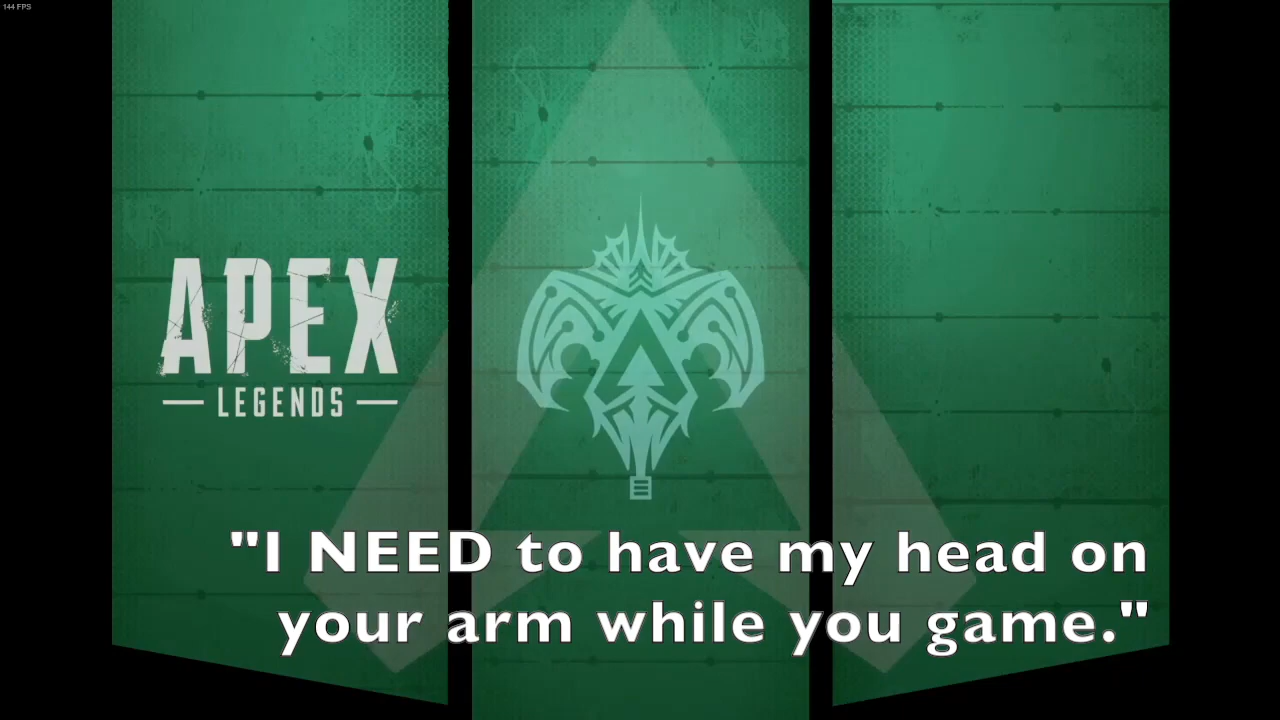 144 FPS
APEX
LEGENDS
"I NEED to have my head on
your arm while you game."